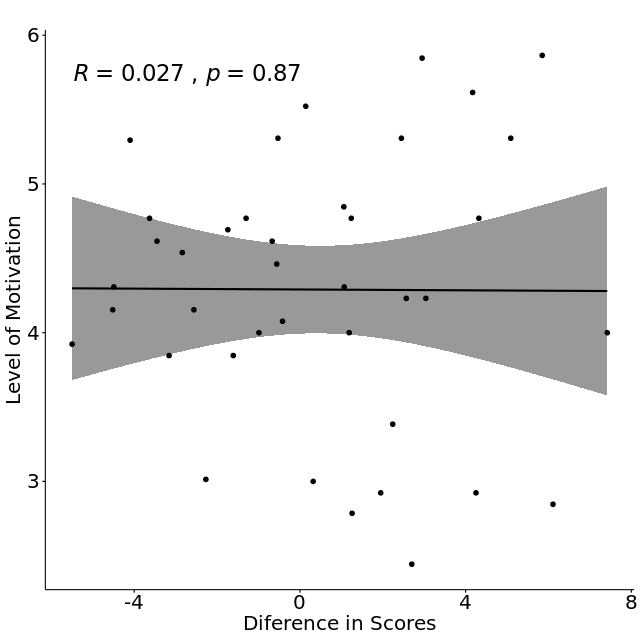 6
R = 0.027 , p = 0.87
5
Level of Motivation
4
3
-4 0 4 8
Diference in Scores